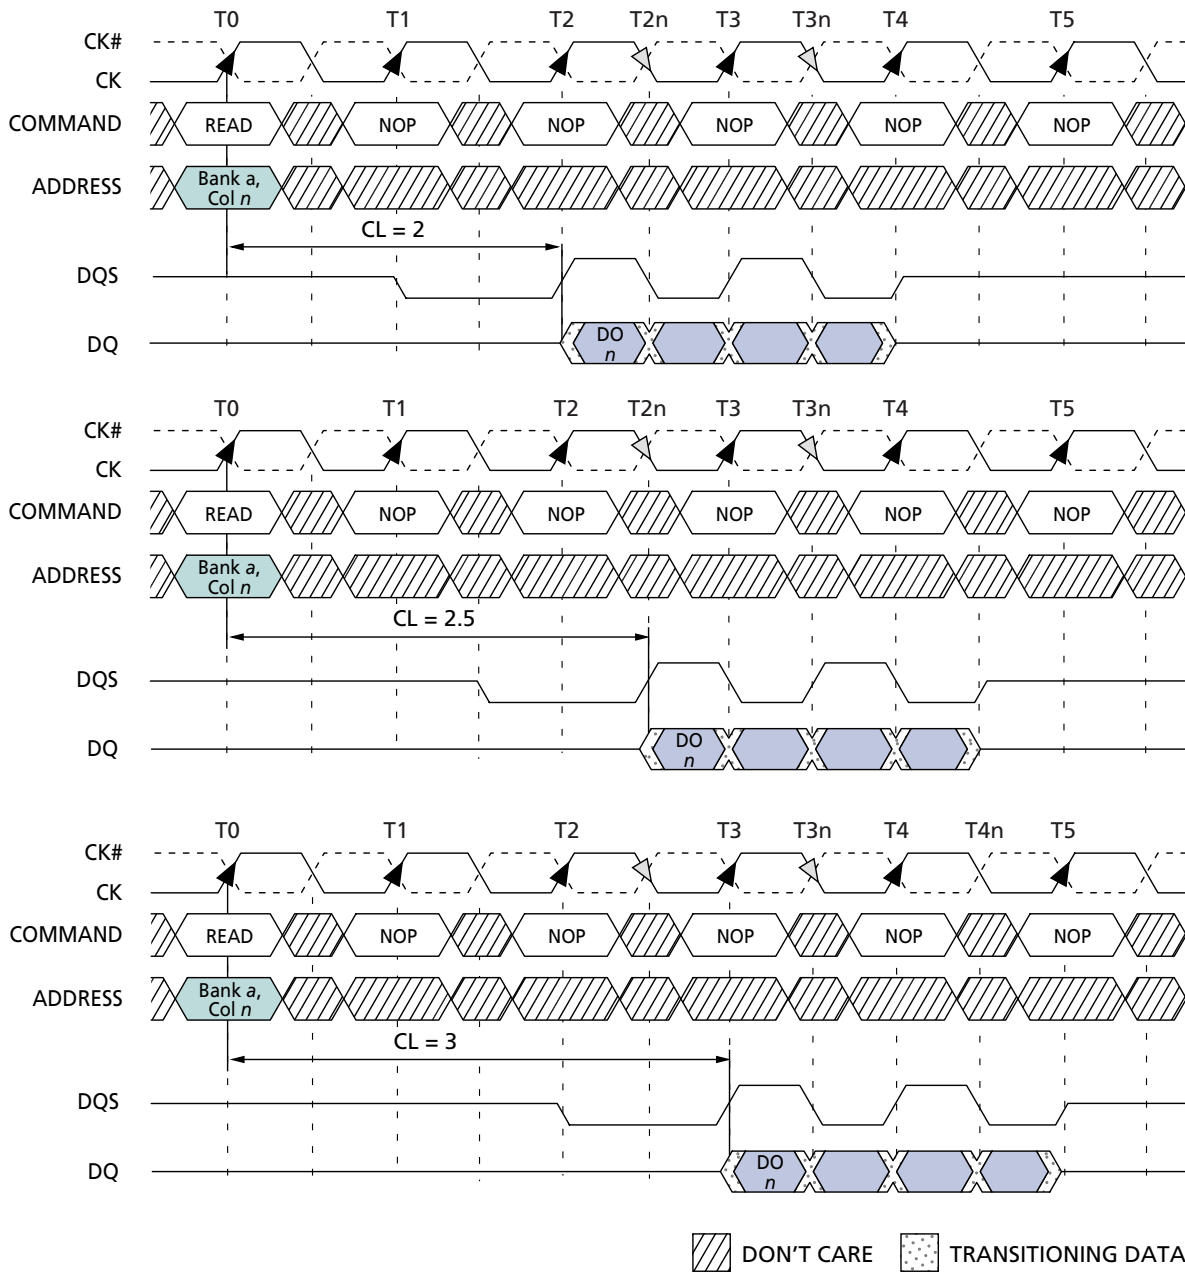 T0 T1 T2 T2n T3 T3n T4 T5
CK#
CK
COMMAND READ NOP NOP NOP NOP NOP
ADDRESS Bank a,
Col n
CL = 2
DQS
DQ DO
n
T0 T1 T2 T2n T3 T3n T4 T5
CK#
CK
COMMAND READ NOP NOP NOP NOP NOP
ADDRESS Bank a,
Col n
CL = 2.5
DQS
DQ DO
n
T0 T1 T2 T3 T3n T4 T4n T5
CK#
CK
COMMAND READ NOP NOP NOP NOP NOP
ADDRESS Bank a,
Col n
CL = 3
DQS
DQ DO
n
DON'T CARE TRANSITIONING DATA